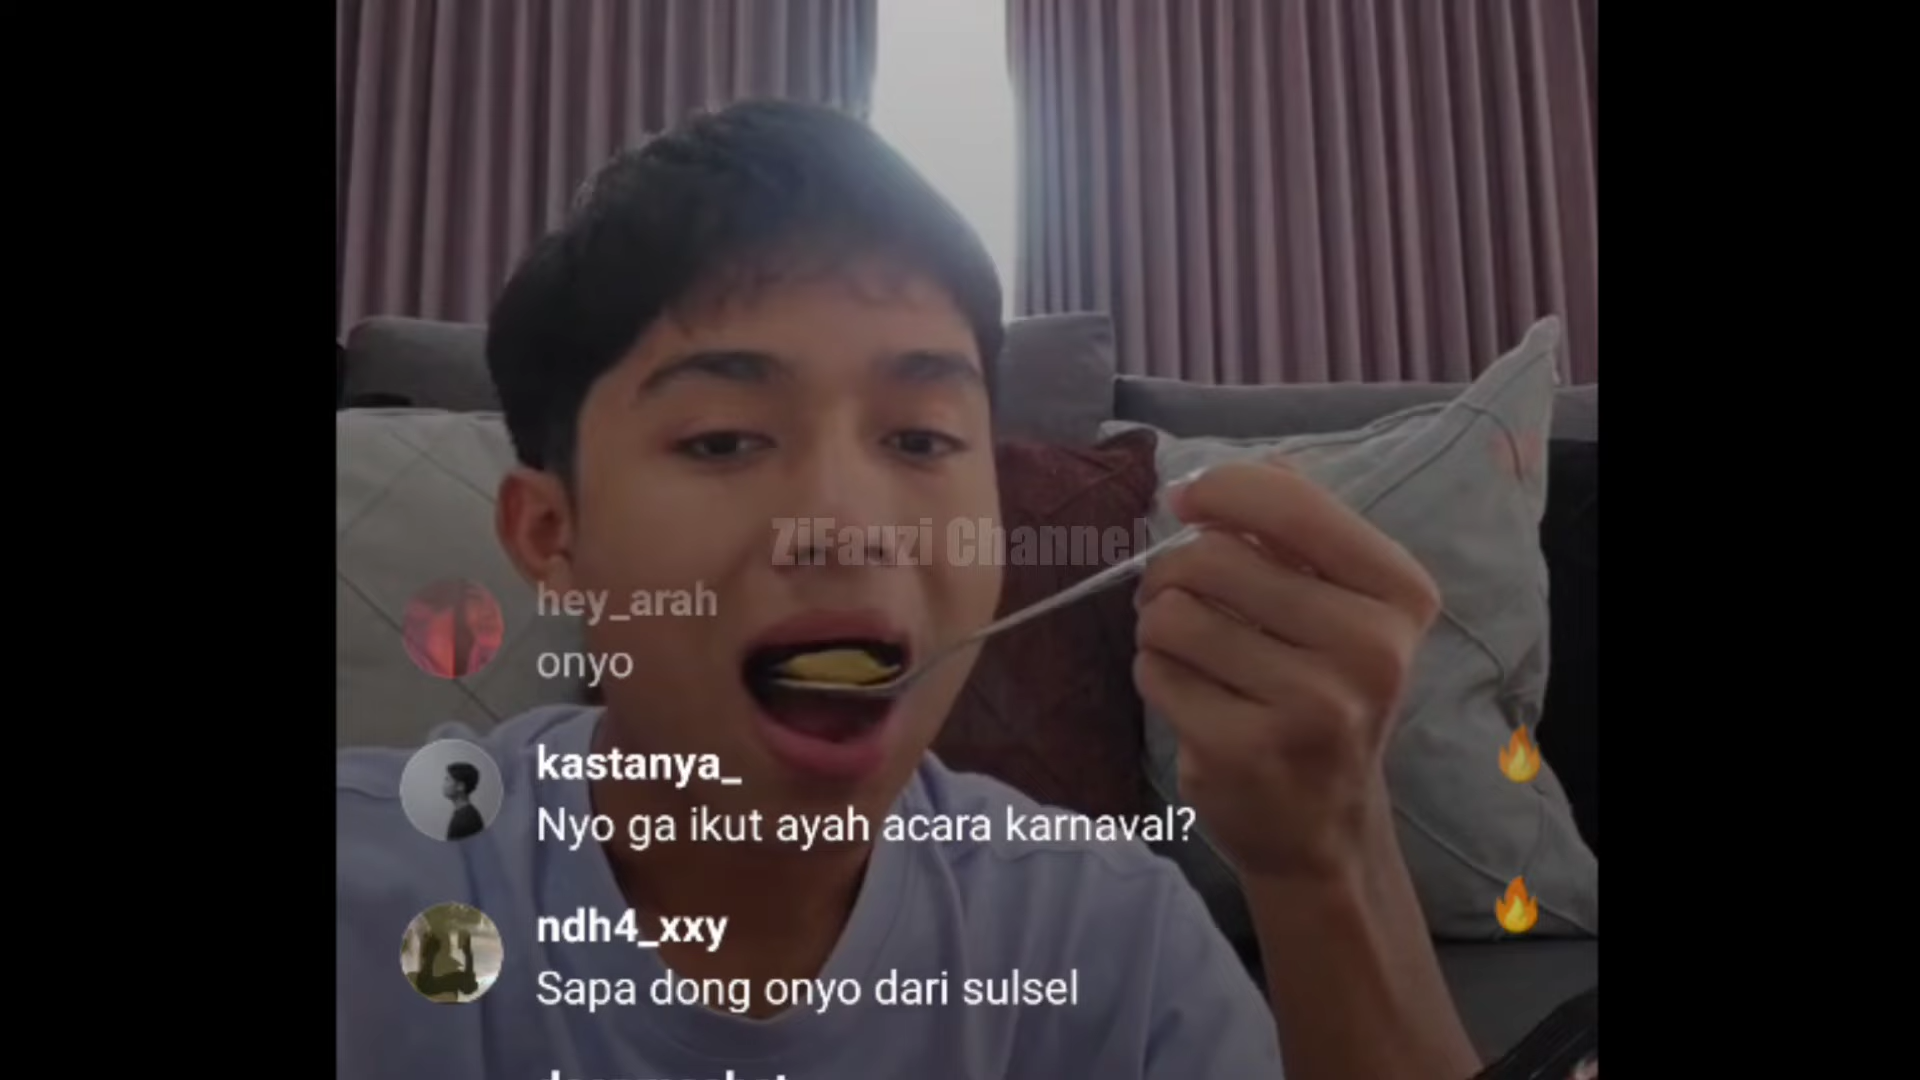 ZiFauzi Channel
hey_arah
onyo
kastanya_
Nyo ga ikut ayah acara karnaval?
ndh4_xxy
Sapa dong onyo dari sulsel